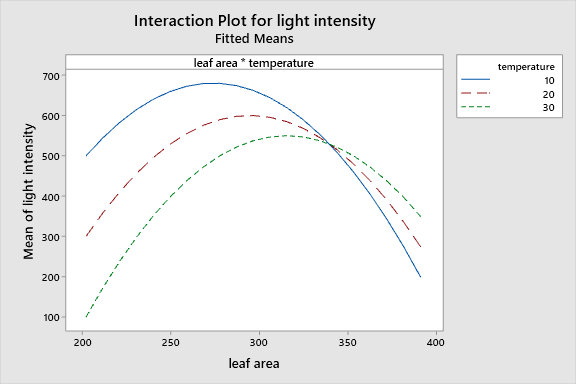 Interaction Plot for light intensity
Fitted Means
leaf area * temperature
temperature
10
20
30
Mean of light intensity
700
600
500
400
300
200
100
200 250 300 350 400
leaf area